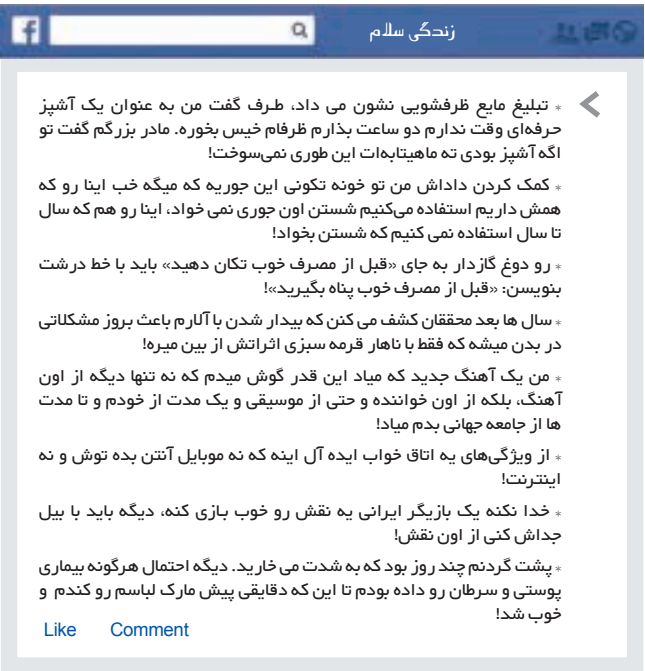 f
زندگی سلام
* تبلیغ مایع ظرفشویی نشون می داد، طرف گفت من به عنوان یک آشپز
حرفه‌ای وقت ندارم دو ساعت بذارم ظرفام خیس بخوره. مادر بزرگم گفت تو
اگه آشپز بودی ته ماهیتابه‌ات این طوری نمی‌سوخت!
* کمک کردن داداش من تو خونه تکونی این جوریه که میگه خب اینا رو که
همش داریم استفاده می‌کنیم شستن اون جوری نمی خواد، اینا رو هم که سال
تا سال استفاده نمی کنیم که شستن بخواد!
* رو دوغ گازدار به جای «قبل از مصرف خوب تکان دهید» باید با خط درشت
بنویسن: «قبل از مصرف خوب پناه بگیرید»!
* سال ها بعد محققان کشف می کنن که بیدار شدن با آلارم باعث بروز مشکلاتی
در بدن میشه که فقط با ناهار قرمه سبزی اثراتش از بین میره!
* من یک آهنگ جدید که میاد این قدر گوش میدم که نه تنها دیگه از اون
آهنگ، بلکه از اون خواننده و حتی از موسیقی و یک مدت از خودم و تا مدت
ها از جامعه جهانی بدم میاد!
* از ویژگی‌های یه اتاق خواب ایده آل اینه که نه موبایل آنتن بده توش و نه
اینترنت!
* خدا نکنه یک بازیگر ایرانی یه نقش رو خوب بازی کنه، دیگه باید با بیل
جداش کنی از اون نقش!
* پشت گردنم چند روز بود که به شدت می خارید. دیگه احتمال هرگونه بیماری
پوستی و سرطان رو داده بودم تا این که دقایقی پیش مارک لباسم رو کندم و
خوب شد!
Like Comment